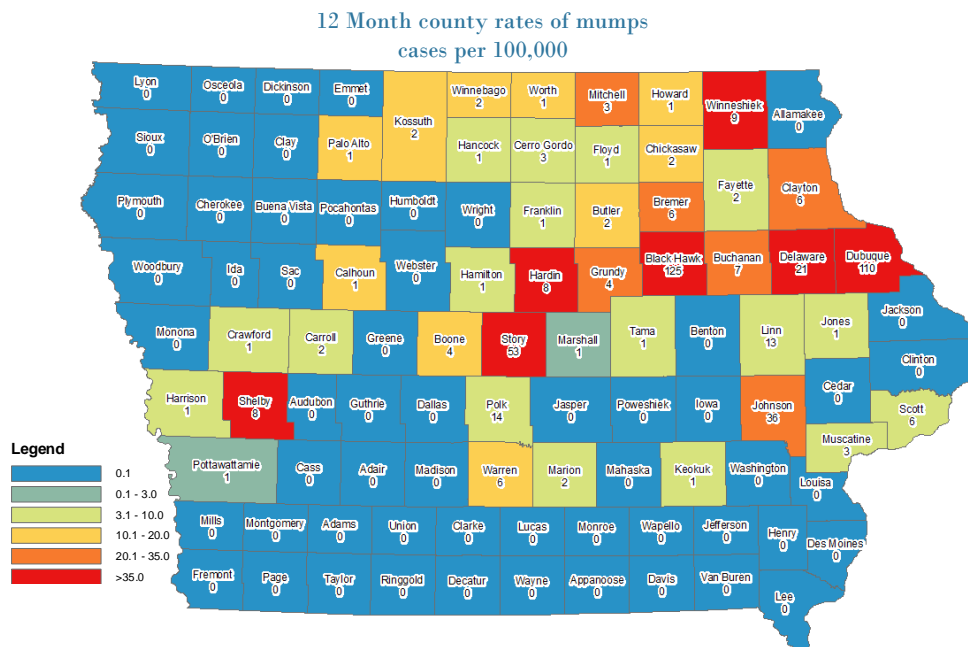 12 Month county rates of mumps
cases per 100,000
Lyon
0
Osceola
0
Dickinson
0
Emmet
0
Kossuth
2
Winnebago
2
Worth
1
Mitchell
3
Howard
1
Winneshiek
9
Allamakee
0
Sioux
0
O'Brien
0
Clay
0
Palo Alto
1
Hancock
1
Cerro Gordo
3
Floyd
1
Chickasaw
2
Fayette
2
Clayton
6
Plymouth
0
Cherokee
0
Buena Vista
0
Pocahontas
0
Humboldt
0
Wright
0
Franklin
1
Butler
2
Bremer
6
Woodbury
0
Ida
0
Sac
0
Calhoun
1
Webster
0
Hamilton
1
Hardin
8
Grundy
4
Black Hawk
125
Buchanan
7
Delaware
21
Dubuque
110
Monona
0
Crawford
1
Carroll
2
Greene
0
Boone
4
Story
53
Marshall
1
Tama
1
Benton
0
Linn
13
Jones
1
Jackson
0
Clinton
0
Harrison
1
Shelby
8
Audubon
0
Guthrie
0
Dallas
0
Polk
14
Jasper
0
Poweshiek
0
Iowa
0
Johnson
36
Cedar
0
Scott
6
Muscatine
3
Pottawattamie
1
Cass
0
Adair
0
Madison
0
Warren
6
Marion
2
Mahaska
0
Keokuk
1
Washington
0
Louisa
0
Mills
0
Montgomery
0
Adams
0
Union
0
Clarke
0
Lucas
0
Monroe
0
Wapello
0
Jefferson
0
Henry
0
Des Moines
0
Fremont
0
Page
0
Taylor
0
Ringgold
0
Decatur
0
Wayne
0
Appanoose
0
Davis
0
Van Buren
0
Lee
0
Legend
0.1
0.1 - 3.0
3.1 - 10.0
10.1 - 20.0
20.1 - 35.0
>35.0